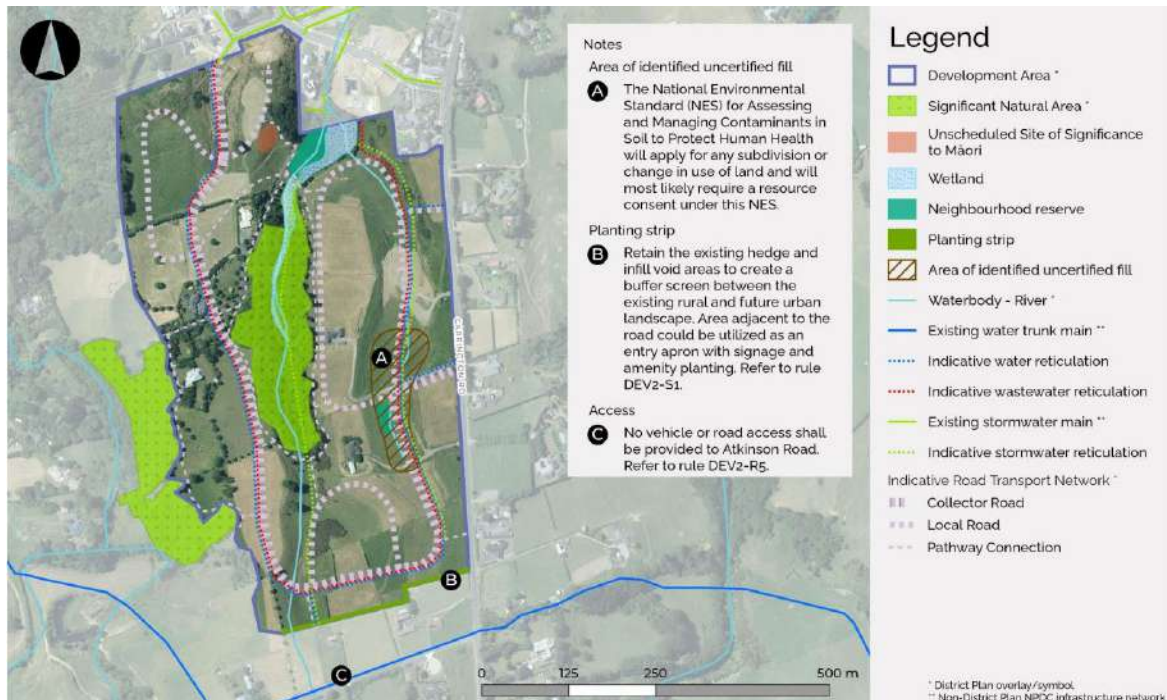 Notes
Area of identified uncertified fill
A
The National Environmental
Standard (NES) for Assessing
and Managing Contaminants in
Soil to Protect Human Health
will apply for any subdivision or
change in use of land and will
most likely require a resource
consent under this NES.
Planting strip
B
Retain the existing hedge and
infill void areas to create a
buffer screen between the
existing rural and future urban
landscape. Area adjacent to the
road could be utilized as an
entry apron with signage and
amenity planting. Refer to rule
DEV2-S1.
Access
C
No vehicle or road access shall
be provided to Atkinson Road.
Refer to rule DEV2-R5.
A
CARRINGTON RD
B
C
0 125 250 500 m
Legend
Development Area *
Significant Natural Area *
Unscheduled Site of Significance
to Māori
Wetland
Neighbourhood reserve
Planting strip
Area of identified uncertified fill
Waterbody - River *
Existing water trunk main **
Indicative water reticulation
Indicative wastewater reticulation
Existing stormwater main **
Indicative stormwater reticulation
Indicative Road Transport Network *
Collector Road
Local Road
Pathway Connection
* District Plan overlay/symbol
** Non-District Plan NPDC infrastructure network